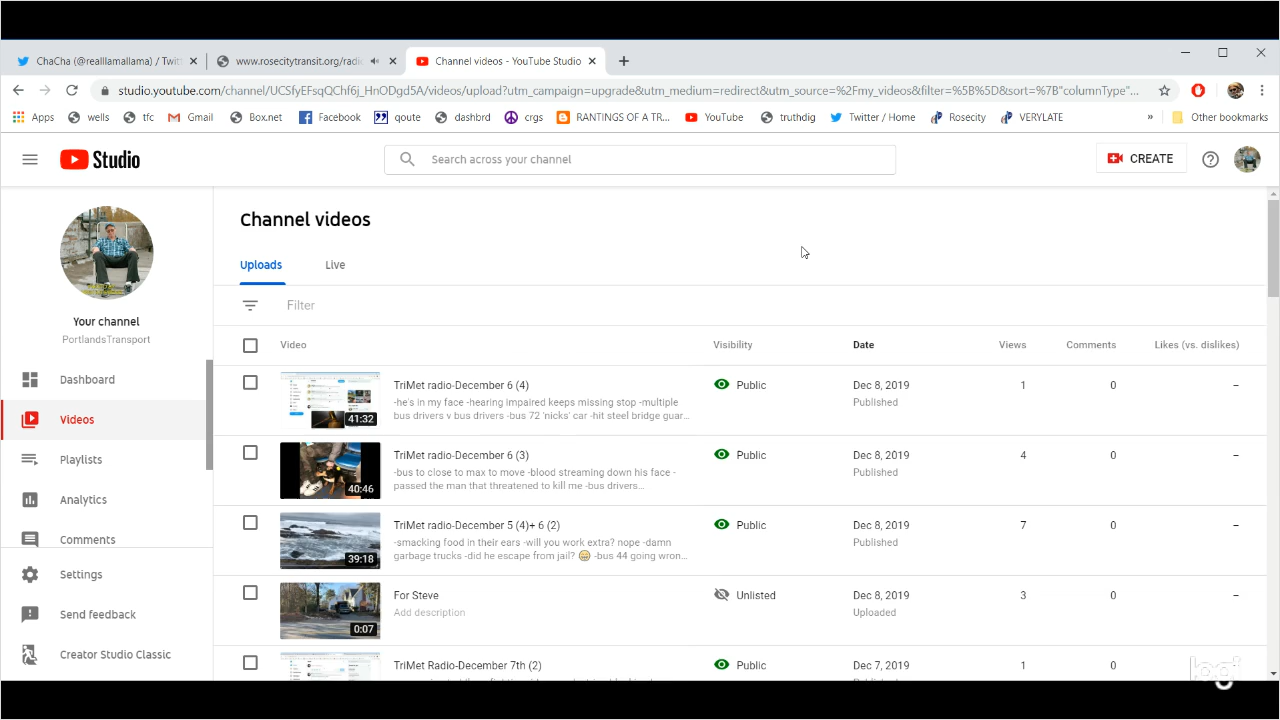 ChaCha (@realllamallama) / Twitt
www.rosecitytransit.org/radi
Channel videos - YouTube Studio
studio.youtube.com/channel/UCSfyEFsqQChf6j_HnODgd5A/videos/upload?utm_campaign=upgrade&utm_medium=redirect&utm_source=%2Fmy_videos&filter=%5B%5D&sort=%7B"columnType"...
Apps wells tfc Gmail Box.net Facebook qoute dashbrd crgs RANTINGS OF A TR... YouTube truthdig Twitter / Home Rosecity VERYLATE » Other bookmarks
Studio
Search across your channel
CREATE
Channel videos
Uploads Live
Filter
Your channel
PortlandsTransport
Dashboard
Videos
Playlists
Analytics
Comments
Settings
Send feedback
Creator Studio Classic
Video Visibility Date Views Comments Likes (vs. dislikes)
TriMet radio-December 6 (4) Public Dec 8, 2019 1 0 –
-he's in my face -hearing impaired keeps missing stop -multiple Published
bus drivers v bus drivers -bus 72 'nicks' car -hit steel bridge guar...
41:32
TriMet radio-December 6 (3) Public Dec 8, 2019 4 0 –
-bus to close to max to move -blood streaming down his face - Published
passed the man that threatened to kill me -bus drivers...
40:46
TriMet radio-December 5 (4)+ 6 (2) Public Dec 8, 2019 7 0 –
-smacking food in their ears -will you work extra? nope -damn Published
garbage trucks -did he escape from jail? 😁 -bus 44 going wron...
39:18
For Steve Unlisted Dec 8, 2019 3 0 –
Add description Uploaded
0:07
TriMet Radio-December 7th (2) Public Dec 7, 2019 1 0 –